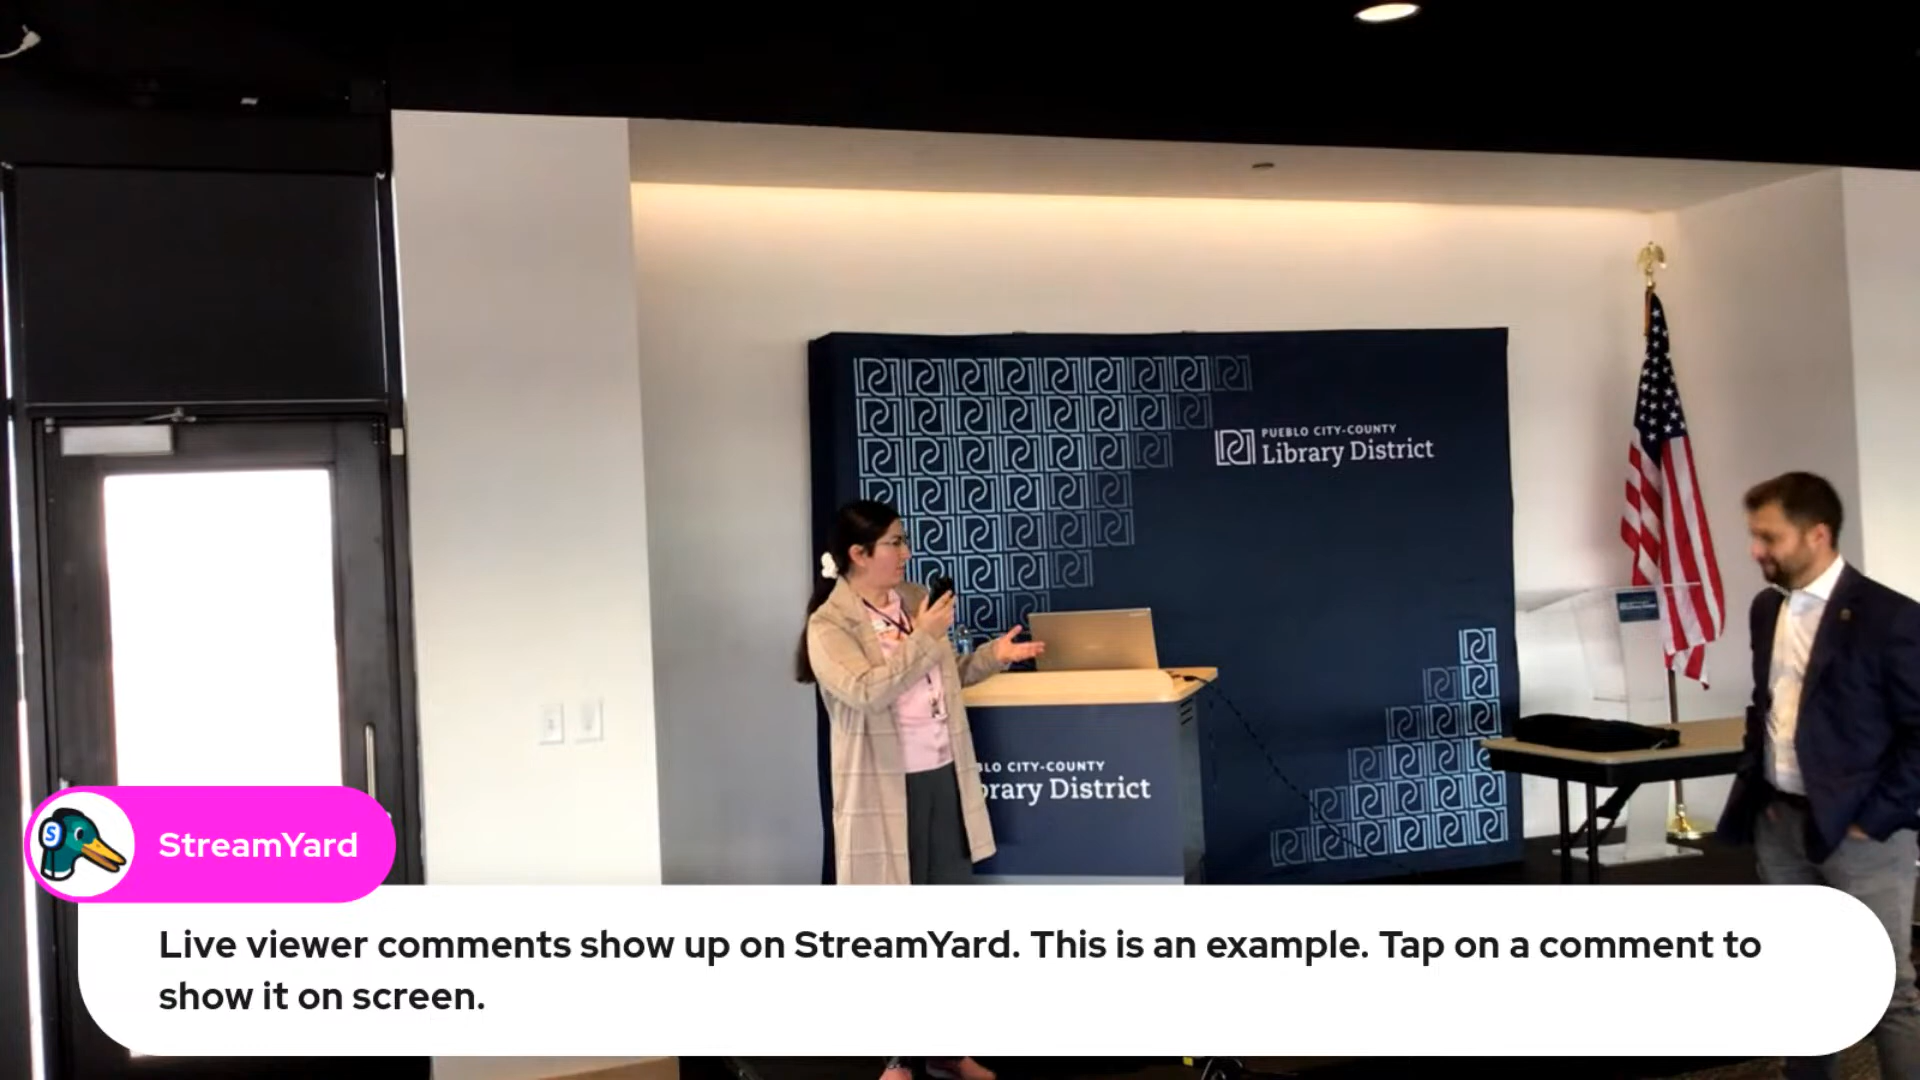 PUEBLO CITY-COUNTY
Library District
LO CITY-COUNTY
rary District
S
StreamYard
Live viewer comments show up on StreamYard. This is an example. Tap on a comment to
show it on screen.